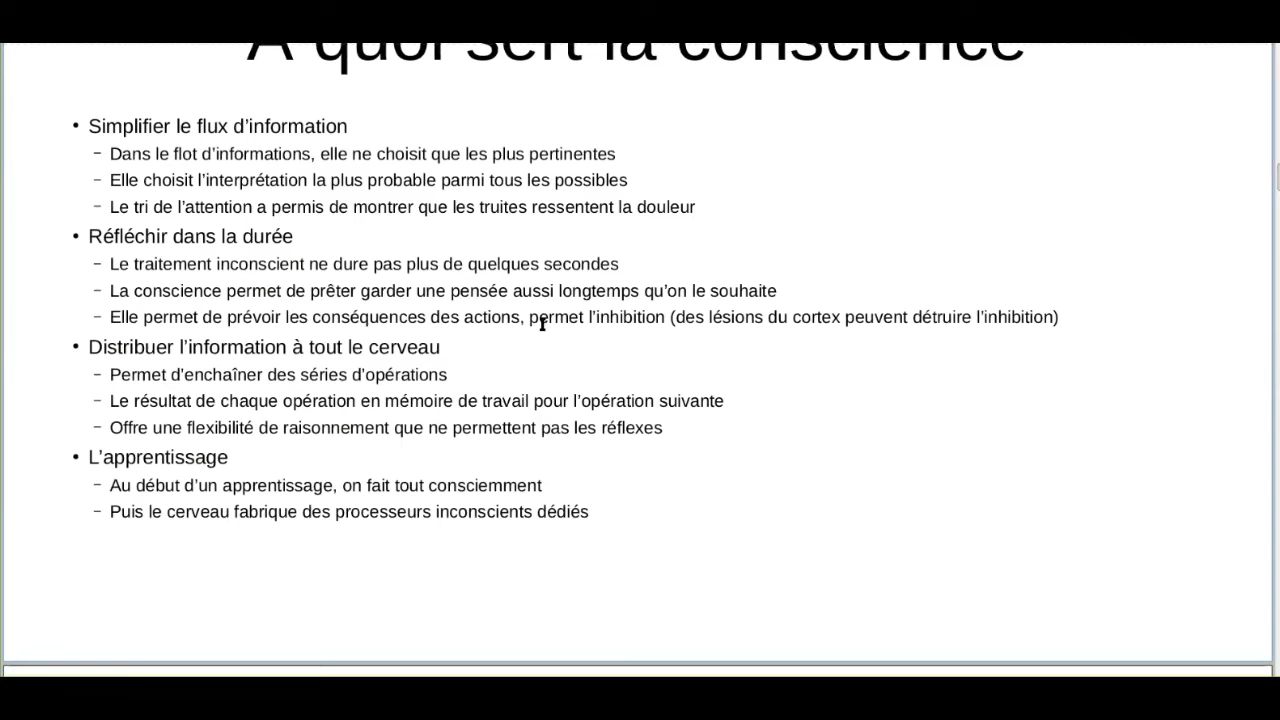 A quoi sert la conscience
• Simplifier le flux d’information
– Dans le flot d’informations, elle ne choisit que les plus pertinentes
– Elle choisit l’interprétation la plus probable parmi tous les possibles
– Le tri de l’attention a permis de montrer que les truites ressentent la douleur
• Réfléchir dans la durée
– Le traitement inconscient ne dure pas plus de quelques secondes
– La conscience permet de prêter garder une pensée aussi longtemps qu’on le souhaite
– Elle permet de prévoir les conséquences des actions, permet l’inhibition (des lésions du cortex peuvent détruire l’inhibition)
• Distribuer l’information à tout le cerveau
– Permet d’enchaîner des séries d’opérations
– Le résultat de chaque opération en mémoire de travail pour l’opération suivante
– Offre une flexibilité de raisonnement que ne permettent pas les réflexes
• L’apprentissage
– Au début d’un apprentissage, on fait tout consciemment
– Puis le cerveau fabrique des processeurs inconscients dédiés